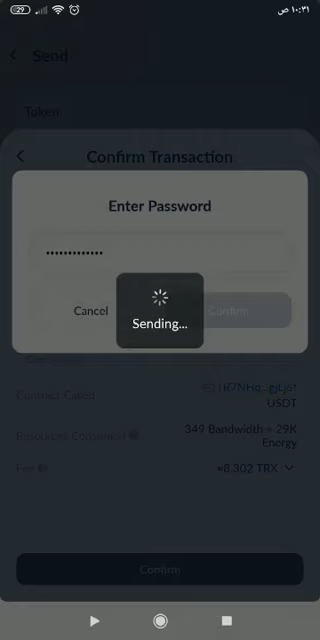 29
١٠:٣١ ص
Send
Token
Confirm Transaction
Enter Password
•••••••••••••
Cancel
Confirm
Sending...
Contract Called
USDT
Resources Consumed
349 Bandwidth + 29K
Energy
Fee
≈8.302 TRX
Confirm